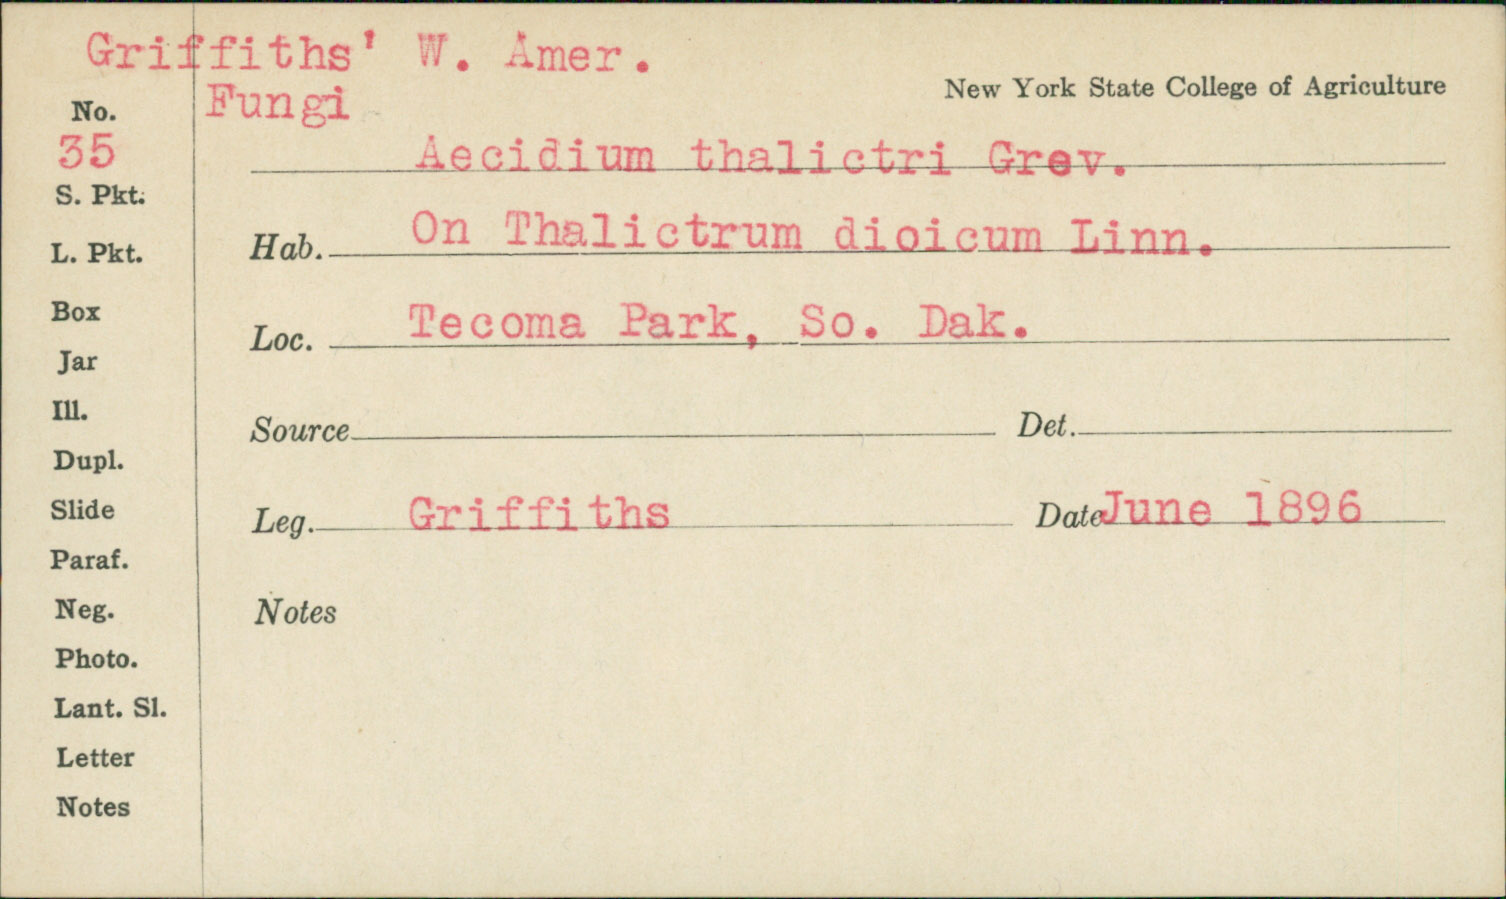 Griffiths' W. Amer.
New York State College of Agriculture
No. Fungi
35 Aecidium thalictri Grev.
S. Pkt.
Hab. On Thalictrum dioicum Linn.
L. Pkt.
Box
Loc. Tecoma Park, So. Dak.
Jar
Ill.
Source Det.
Dupl.
Slide
Leg. Griffiths Date June 1896
Paraf.
Neg.
Notes
Photo.
Lant. Sl.
Letter
Notes